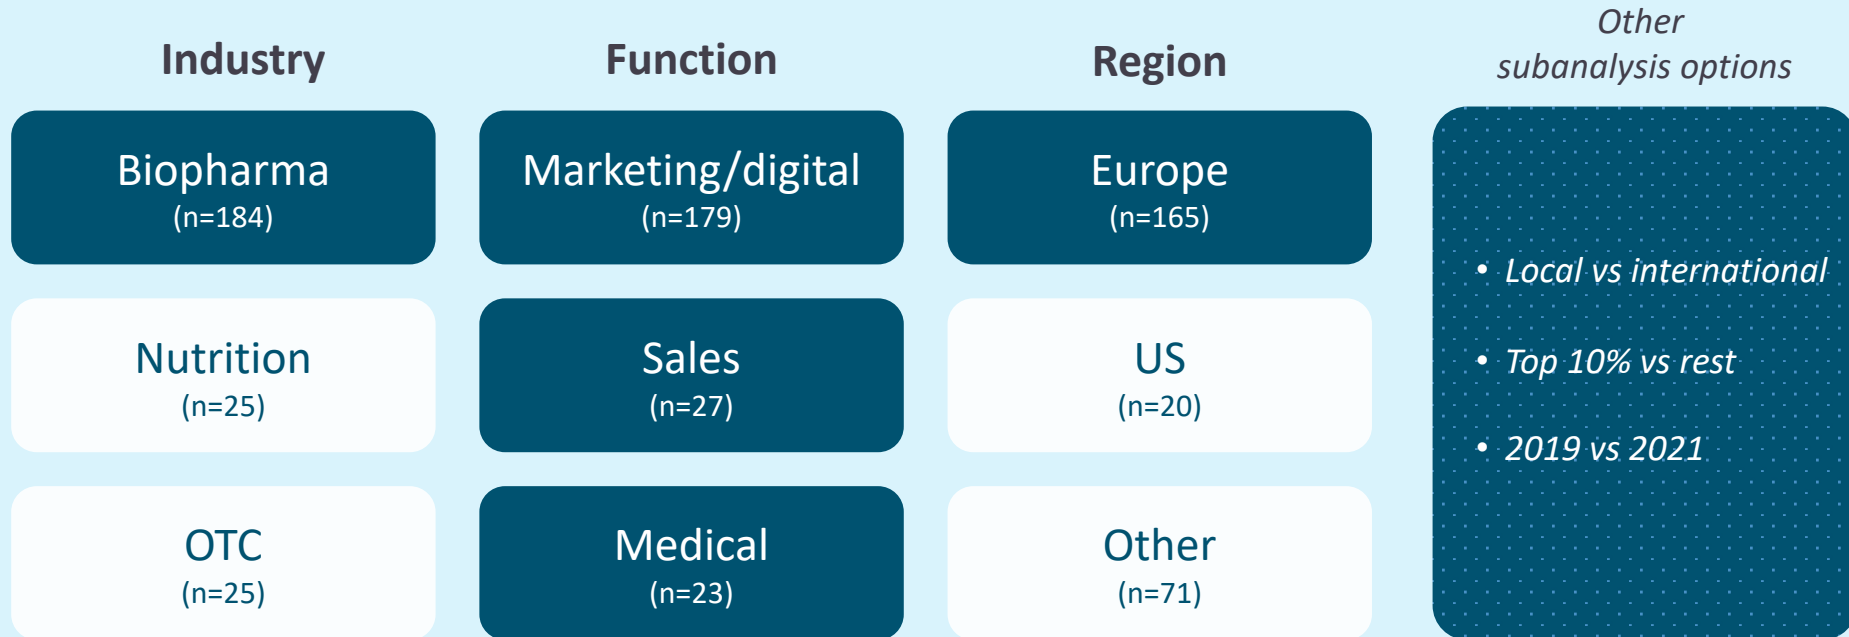 Industry
Biopharma
(n=184)
Nutrition
(n=25)
OTC
(n=25)
Function
Marketing/digital
(n=179)
Sales
(n=27)
Medical
(n=23)
Region
Europe
(n=165)
US
(n=20)
Other
(n=71)
Other
subanalysis options
• Local vs international
• Top 10% vs rest
• 2019 vs 2021